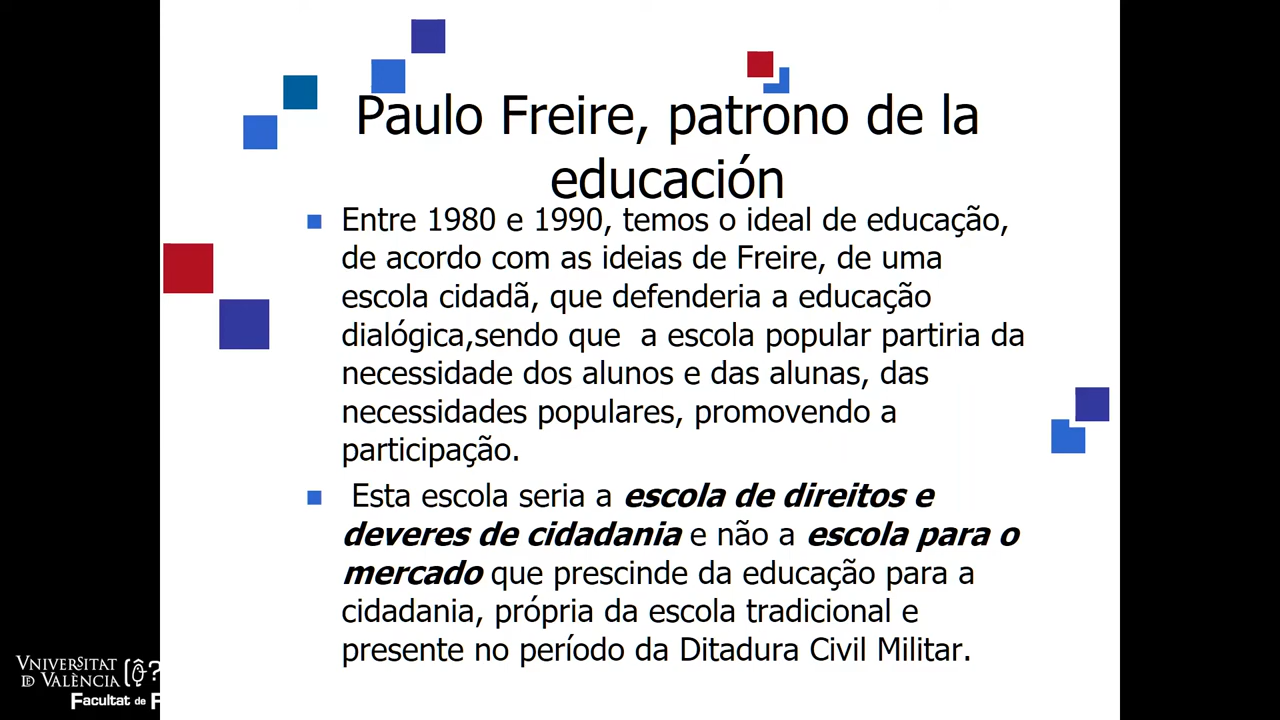 Paulo Freire, patrono de la
educación
Entre 1980 e 1990, temos o ideal de educação,
de acordo com as ideias de Freire, de uma
escola cidadã, que defenderia a educação
dialógica,sendo que  a escola popular partiria da
necessidade dos alunos e das alunas, das
necessidades populares, promovendo a
participação.
Esta escola seria a escola de direitos e
deveres de cidadania e não a escola para o
mercado que prescinde da educação para a
cidadania, própria da escola tradicional e
presente no período da Ditadura Civil Militar.
VNIVERSITAT
DE VALÈNCIA
Facultat de F